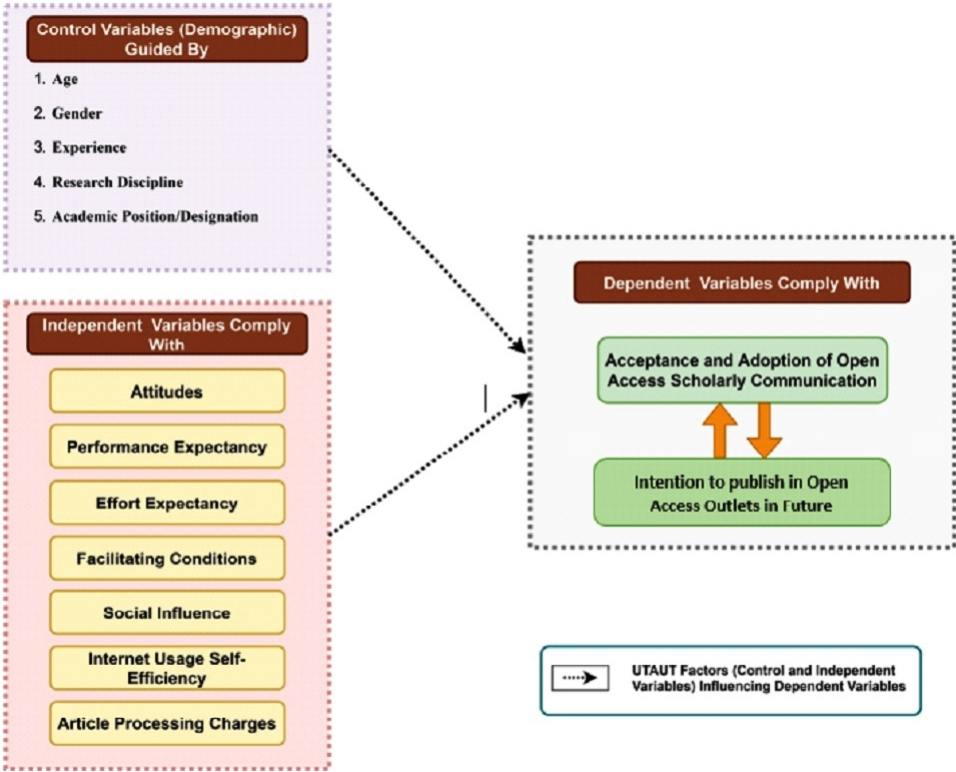 Control Variables (Demographic)
Guided By
1. Age
2. Gender
3. Experience
4. Research Discipline
5. Academic Position/Designation
Independent Variables Comply
With
Attitudes
Performance Expectancy
Effort Expectancy
Facilitating Conditions
Social Influence
Internet Usage Self-
Efficiency
Article Processing Charges
Dependent Variables Comply With
Acceptance and Adoption of Open
Access Scholarly Communication
Intention to publish in Open
Access Outlets in Future
UTAUT Factors (Control and Independent
Variables) Influencing Dependent Variables